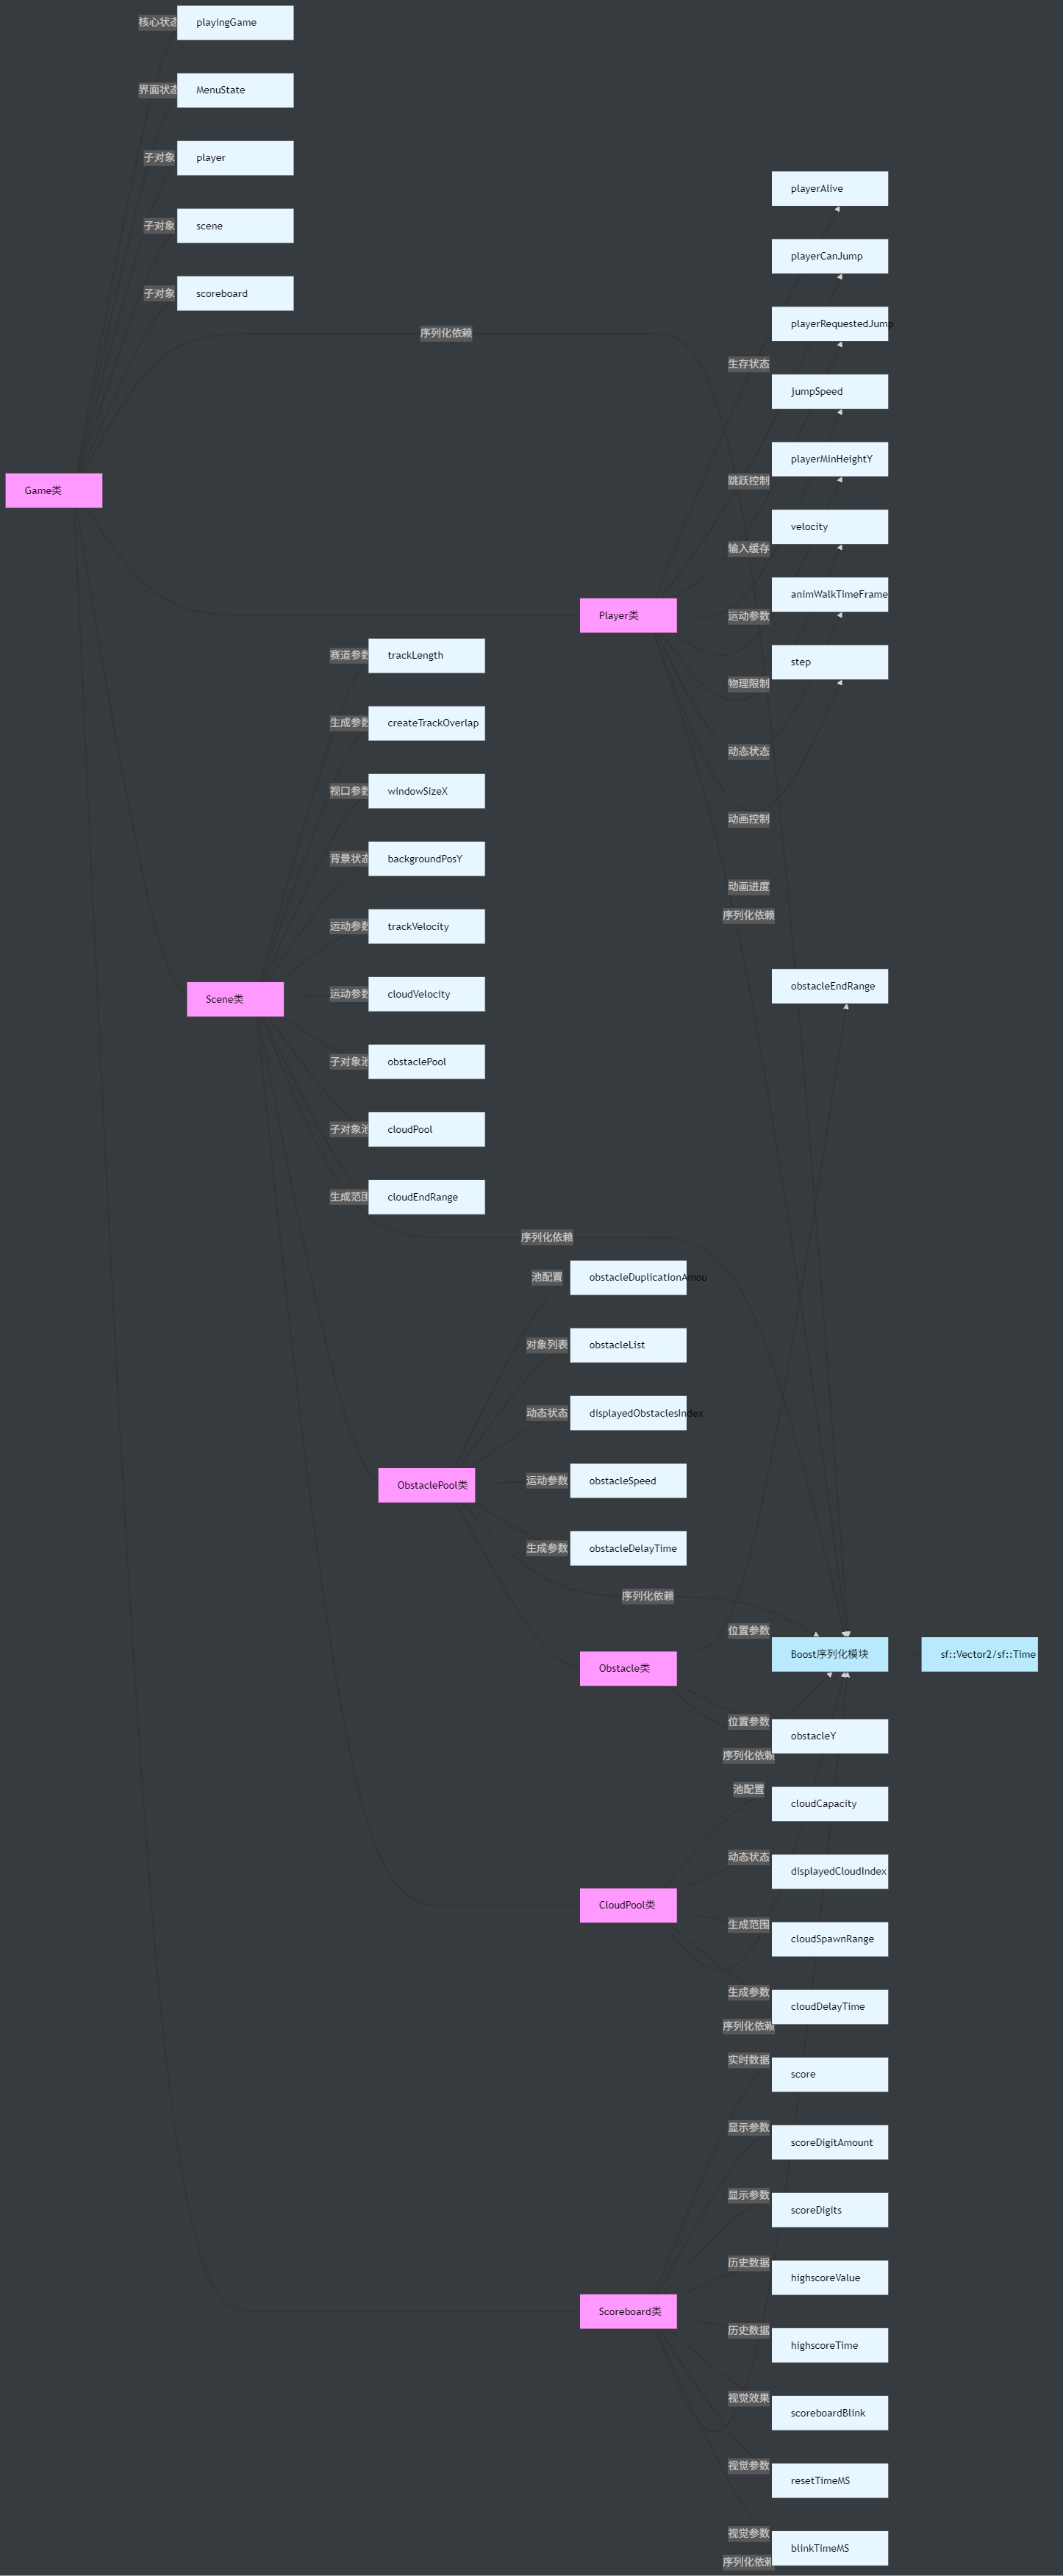 核心状态
playingGame
界面状态
MenuState
子对象
player
子对象
scene
子对象
scoreboard
序列化依赖
Game类
playerAlive
playerCanJump
playerRequestedJump
生存状态
jumpSpeed
playerMinHeightY
跳跃控制
velocity
输入缓存
animWalkTimeFrame
Player类
运动参数
step
物理限制
动态状态
动画控制
动画进度
序列化依赖
赛道参数
trackLength
生成参数
createTrackOverlap
视口参数
windowSizeX
背景状态
backgroundPosY
运动参数
trackVelocity
运动参数
cloudVelocity
Scene类
obstacleEndRange
子对象池
obstaclePool
子对象池
cloudPool
生成范围
cloudEndRange
序列化依赖
池配置
obstacleDuplicationAmou
对象列表
obstacleList
动态状态
displayedObstaclesIndex
运动参数
obstacleSpeed
ObstaclePool类
生成参数
obstacleDelayTime
序列化依赖
位置参数
Boost序列化模块
sf::Vector2/sf::Time
Obstacle类
位置参数
obstacleY
序列化依赖
池配置
cloudCapacity
动态状态
displayedCloudIndex
CloudPool类
生成范围
cloudSpawnRange
生成参数
cloudDelayTime
序列化依赖
实时数据
score
显示参数
scoreDigitAmount
显示参数
scoreDigits
历史数据
highscoreValue
Scoreboard类
历史数据
highscoreTime
视觉效果
scoreboardBlink
视觉参数
resetTimeMS
视觉参数
blinkTimeMS
序列化依赖